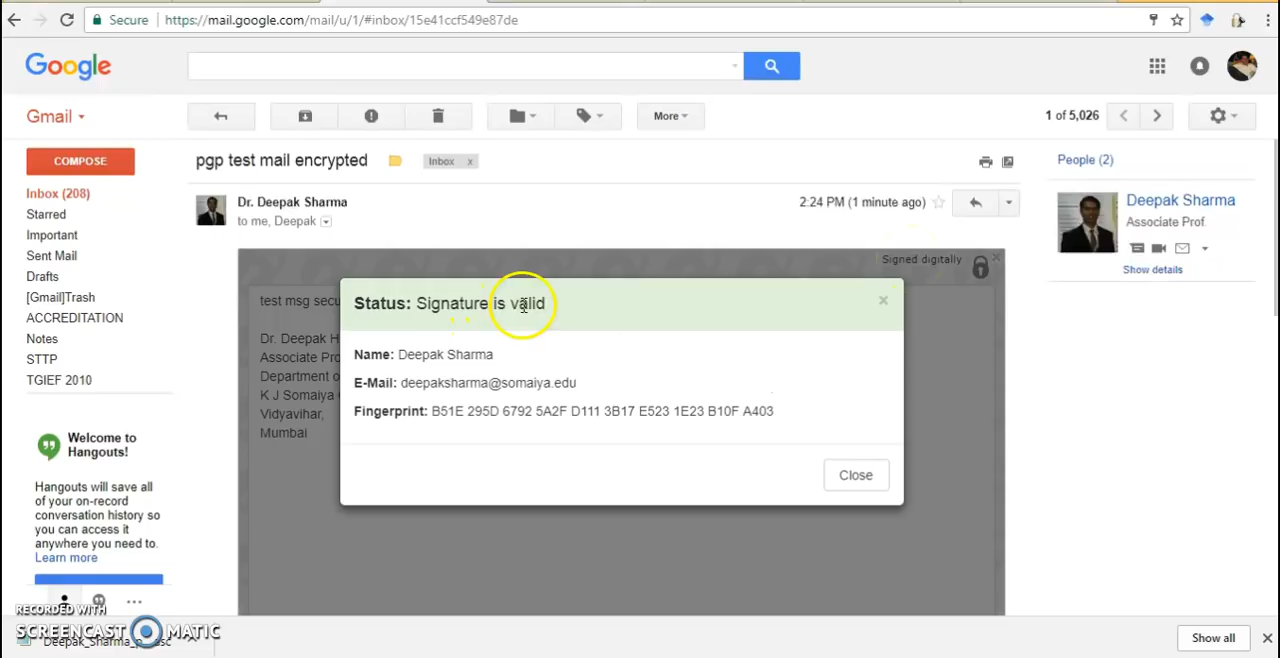 Secure https://mail.google.com/mail/u/1/#inbox/15e41ccf549e87de
Google
Gmail
More
1 of 5,026
COMPOSE
pgp test mail encrypted
Inbox x
People (2)
Inbox (208)
Starred
Important
Sent Mail
Drafts
[Gmail]Trash
ACCREDITATION
Notes
STTP
TGIEF 2010
Dr. Deepak Sharma
to me, Deepak
2:24 PM (1 minute ago)
Deepak Sharma
Associate Prof.
Show details
Signed digitally
test msg secu
Dr. Deepak H
Associate Pro
Department o
K J Somaiya
Vidyavihar,
Mumbai
Status: Signature is valid
Name: Deepak Sharma
E-Mail: deepaksharma@somaiya.edu
Fingerprint: B51E 295D 6792 5A2F D111 3B17 E523 1E23 B10F A403
Close
Welcome to
Hangouts!
Hangouts will save all
of your on-record
conversation history so
you can access it
anywhere you need to.
Learn more
RECORDED WITH
SCREENCAST MATIC
Deepak_Sharma_p
asc
Show all